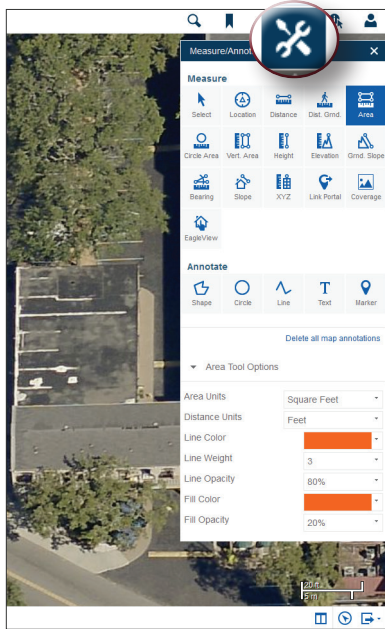 Measure/Annot
Measure
Select Location Distance Dist. Grnd. Area
Circle Area Vert. Area Height Elevation Grnd. Slope
Bearing Slope XYZ Link Portal Coverage
EagleView
Annotate
Shape Circle Line Text Marker
Delete all map annotations
Area Tool Options
Area Units Square Feet
Distance Units Feet
Line Color
Line Weight 3
Line Opacity 80%
Fill Color
Fill Opacity 20%
20 ft
5 m